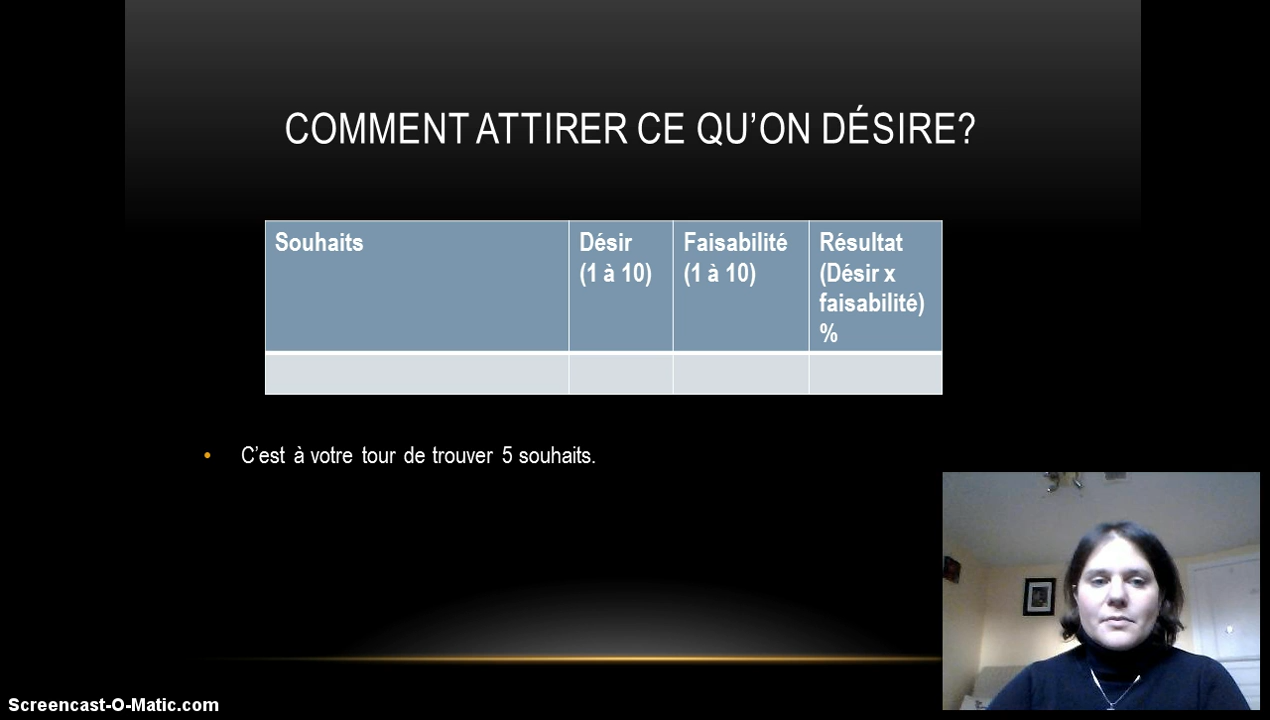 COMMENT ATTIRER CE QU’ON DÉSIRE?
Souhaits
Désir
(1 à 10)
Faisabilité
(1 à 10)
Résultat
(Désir x
faisabilité)
%
• C’est à votre tour de trouver 5 souhaits.
Screencast-O-Matic.com